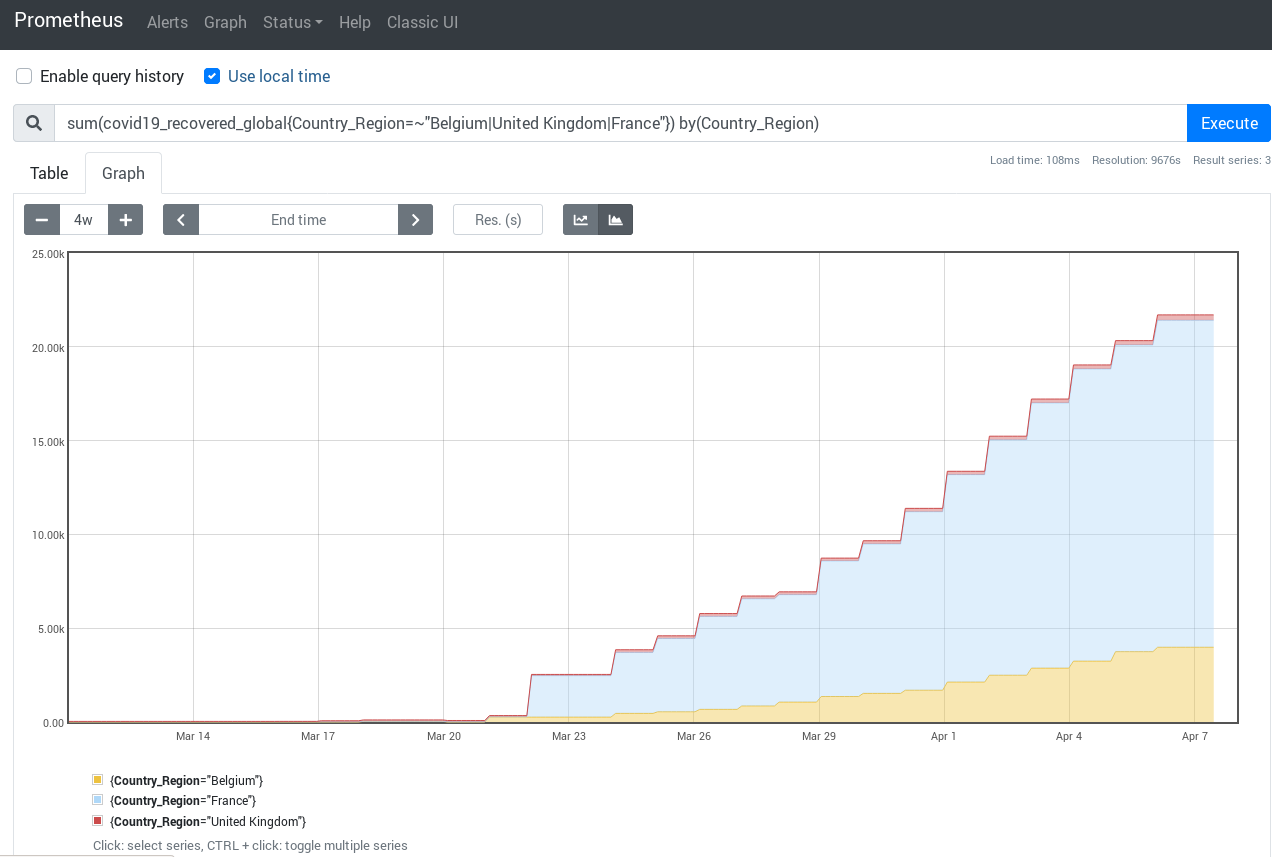 Prometheus Alerts Graph Status Help Classic UI
Enable query history Use local time
sum(covid19_recovered_global{Country_Region=~"Belgium|United Kingdom|France"}) by(Country_Region) Execute
Load time: 108ms Resolution: 9676s Result series: 3
Table Graph
4w End time Res. (s)
25.00k
20.00k
15.00k
10.00k
5.00k
0.00
Mar 14 Mar 17 Mar 20 Mar 23 Mar 26 Mar 29 Apr 1 Apr 4 Apr 7
{Country_Region="Belgium"}
{Country_Region="France"}
{Country_Region="United Kingdom"}
Click: select series, CTRL + click: toggle multiple series